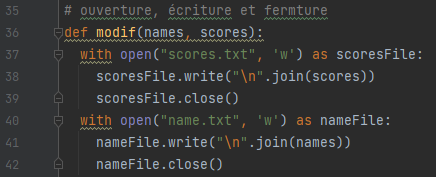 35 # ouverture, écriture et fermture
36 def modif(names, scores):
37 with open("scores.txt", 'w') as scoresFile:
38 scoresFile.write("\n".join(scores))
39 scoresFile.close()
40 with open("name.txt", 'w') as nameFile:
41 nameFile.write("\n".join(names))
42 nameFile.close()